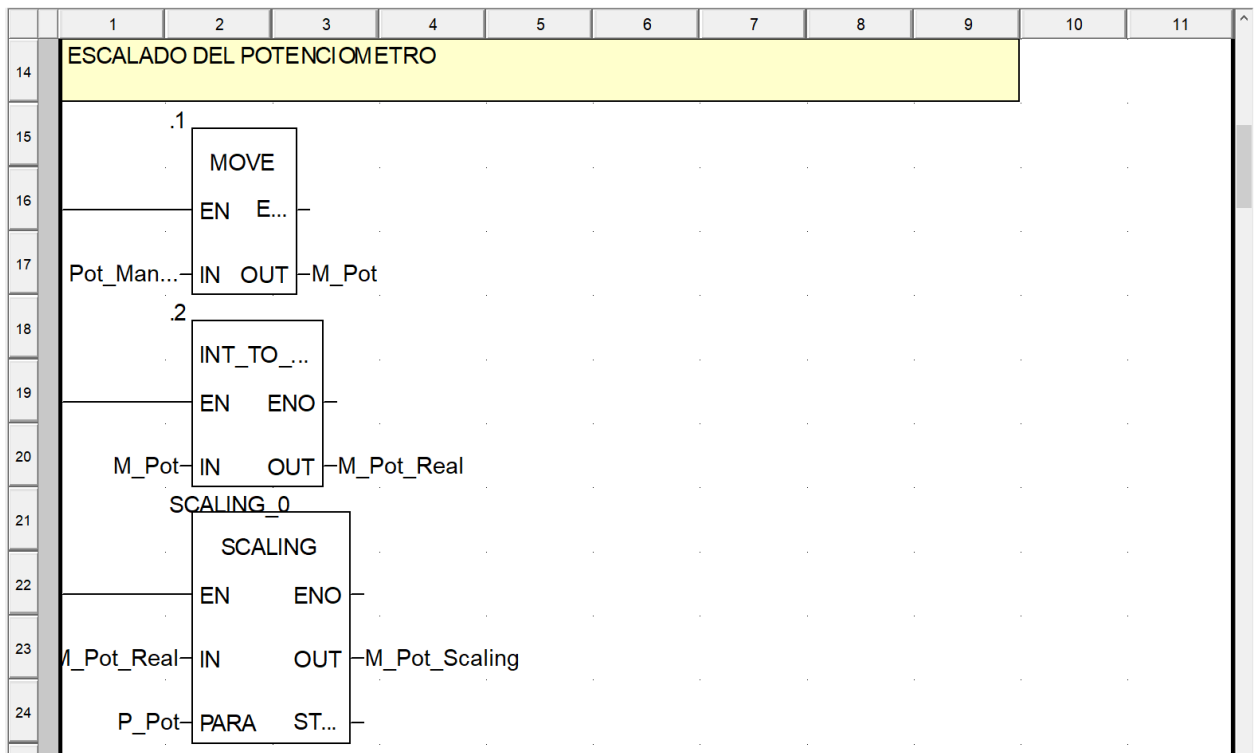 1 2 3 4 5 6 7 8 9 10 11
14 ESCALADO DEL POTENCIOMETRO
15 .1
MOVE
16 EN E...
17 Pot_Man... IN OUT M_Pot
.2
18 INT_TO_...
19 EN ENO
20 M_Pot IN OUT M_Pot_Real
SCALING_0
21 SCALING
22 EN ENO
23 M_Pot_Real IN OUT M_Pot_Scaling
24 P_Pot PARA ST...